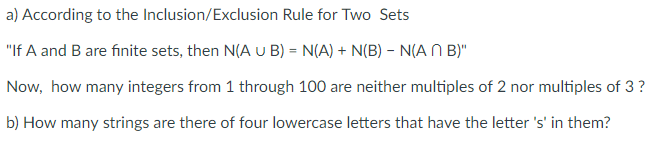 a) According to the Inclusion/Exclusion Rule for Two Sets
"If A and B are finite sets, then N(A ∪ B) = N(A) + N(B) − N(A ∩ B)"
Now, how many integers from 1 through 100 are neither multiples of 2 nor multiples of 3 ?
b) How many strings are there of four lowercase letters that have the letter 's' in them?